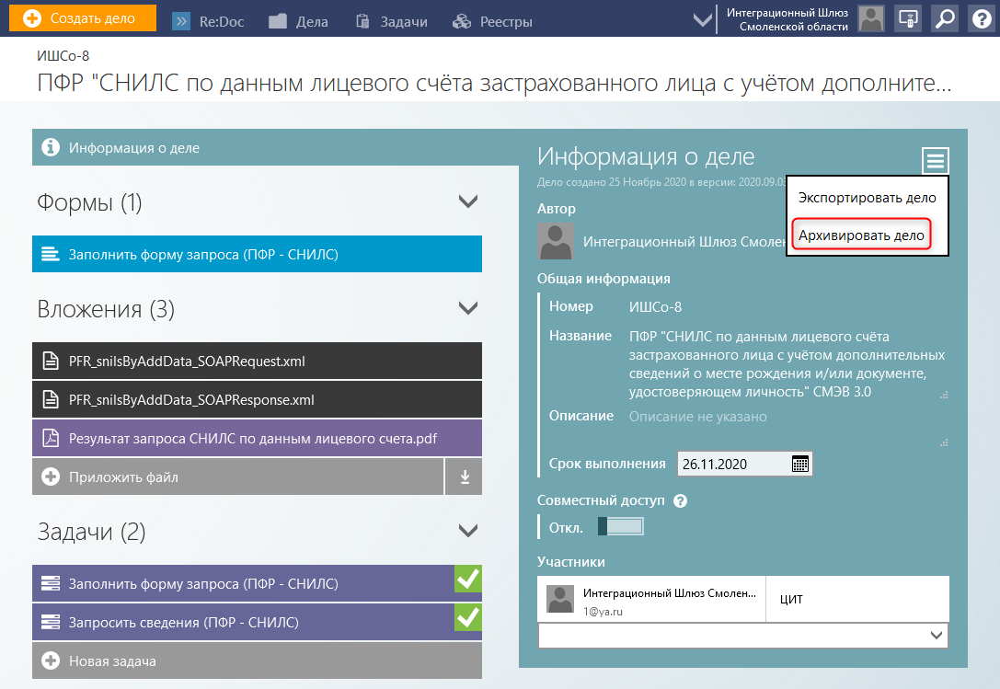 Создать дело
Re:Doc
Дела
Задачи
Реестры
Интеграционный Шлюз
Смоленской области
ИШСо-8
ПФР "СНИЛС по данным лицевого счёта застрахованного лица с учётом дополните...
Информация о деле
Формы (1)
Заполнить форму запроса (ПФР - СНИЛС)
Вложения (3)
PFR_snilsByAddData_SOAPRequest.xml
PFR_snilsByAddData_SOAPResponse.xml
Результат запроса СНИЛС по данным лицевого счета.pdf
Приложить файл
Задачи (2)
Заполнить форму запроса (ПФР - СНИЛС)
Запросить сведения (ПФР - СНИЛС)
Новая задача
Информация о деле
Дело создано 25 Ноябрь 2020 в версии: 2020.09.03
Экспортировать дело
Архивировать дело
Автор
Интеграционный Шлюз Смолен
Общая информация
Номер ИШСо-8
Название ПФР "СНИЛС по данным лицевого счёта
застрахованного лица с учётом дополнительных
сведений о месте рождения и/или документе,
удостоверяющем личность" СМЭВ 3.0
Описание Описание не указано
Срок выполнения 26.11.2020
Совместный доступ ?
Откл.
Участники
Интеграционный Шлюз Смолен... ЦИТ
1@ya.ru